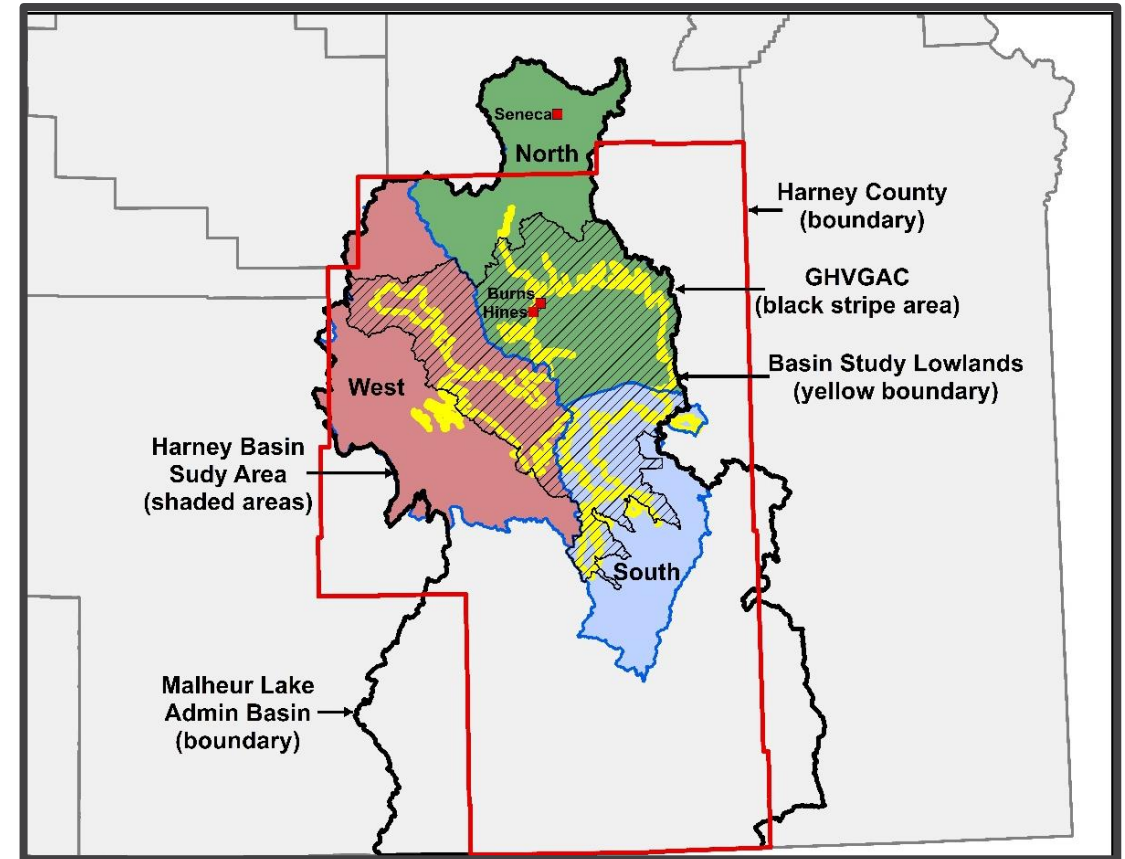 Seneca
North
Harney County
(boundary)
GHVGAC
(black stripe area)
Burns
Hines
Basin Study Lowlands
(yellow boundary)
West
Harney Basin
Sudy Area
(shaded areas)
South
Malheur Lake
Admin Basin
(boundary)